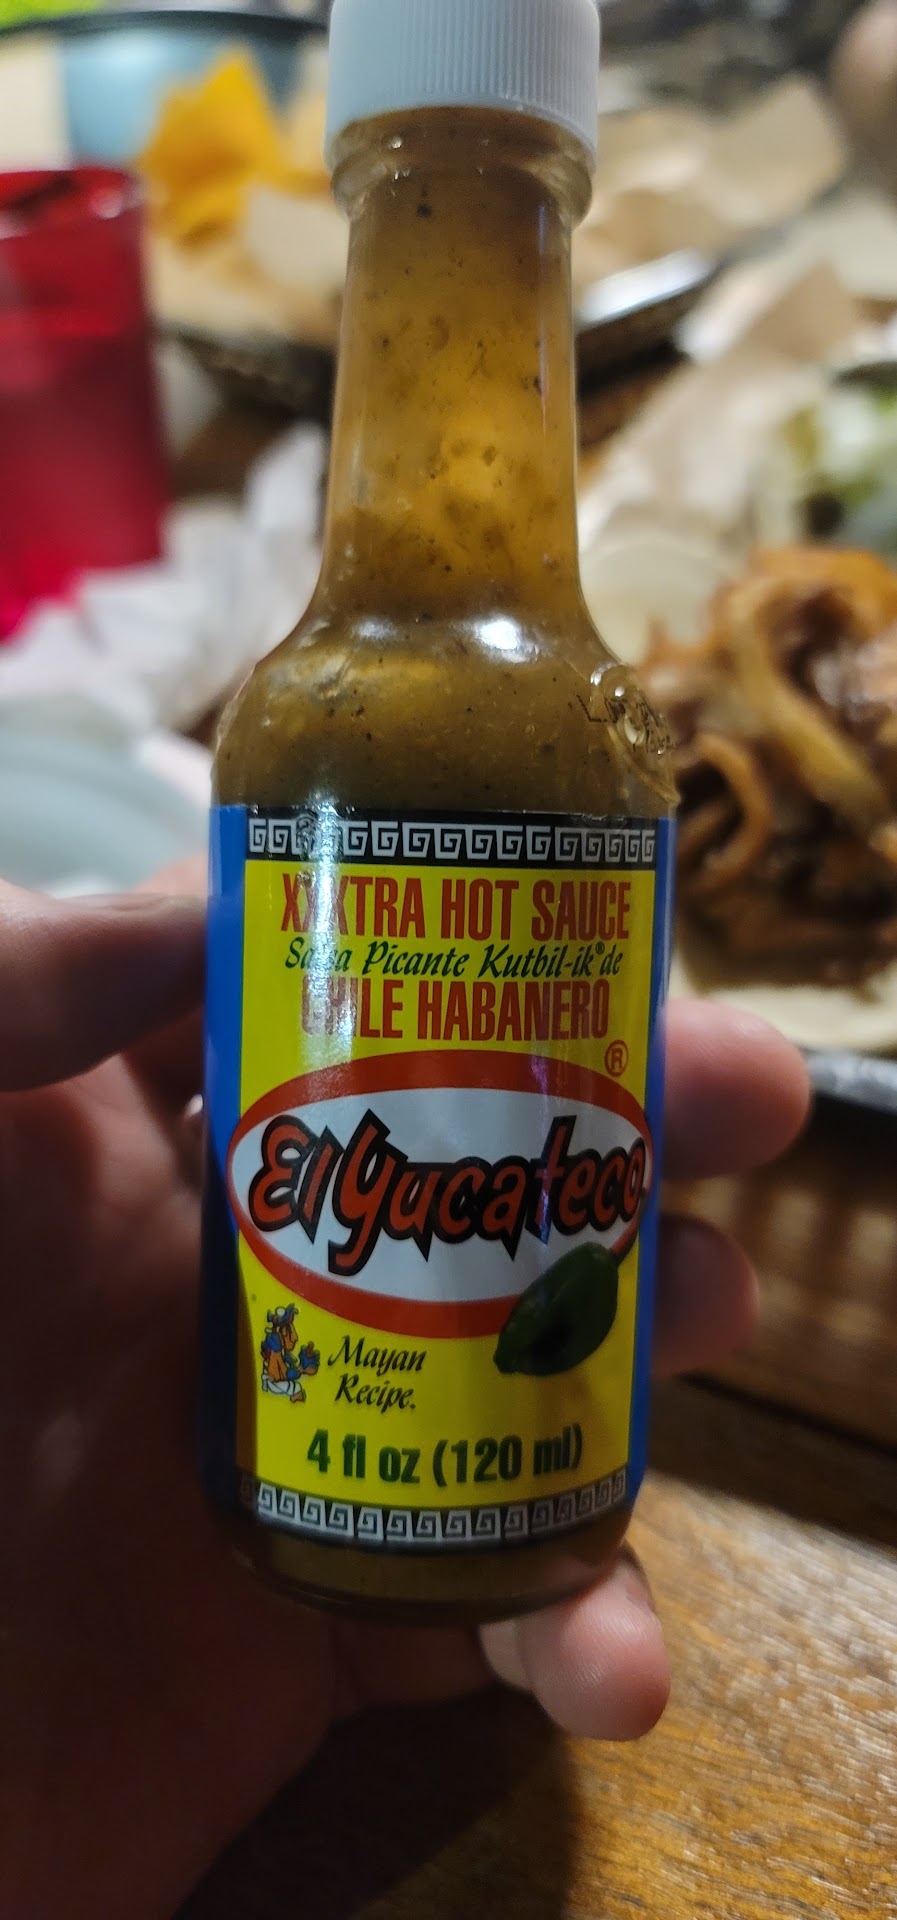 XXXTRA HOT SAUCE
Salsa Picante Kutbil-ik® de
CHILE HABANERO
®
El Yucateco
Mayan
Recipe.
4 fl oz (120 ml)